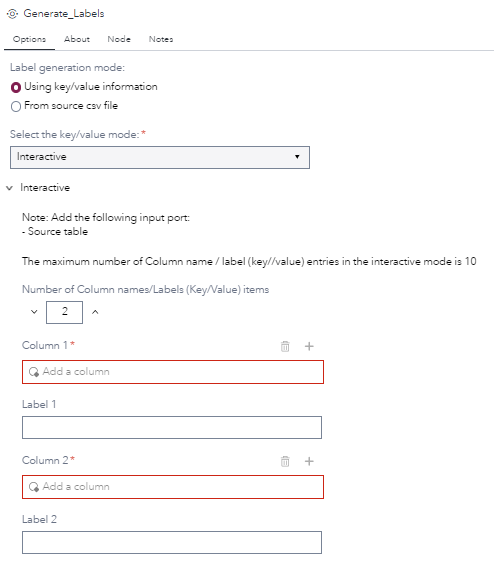 Generate_Labels
Options About Node Notes
Label generation mode:
Using key/value information
From source csv file
Select the key/value mode:*
Interactive
Interactive
Note: Add the following input port:
- Source table
The maximum number of Column name / label (key//value) entries in the interactive mode is 10
Number of Column names/Labels (Key/Value) items
2
Column 1*
Add a column
Label 1
Column 2*
Add a column
Label 2